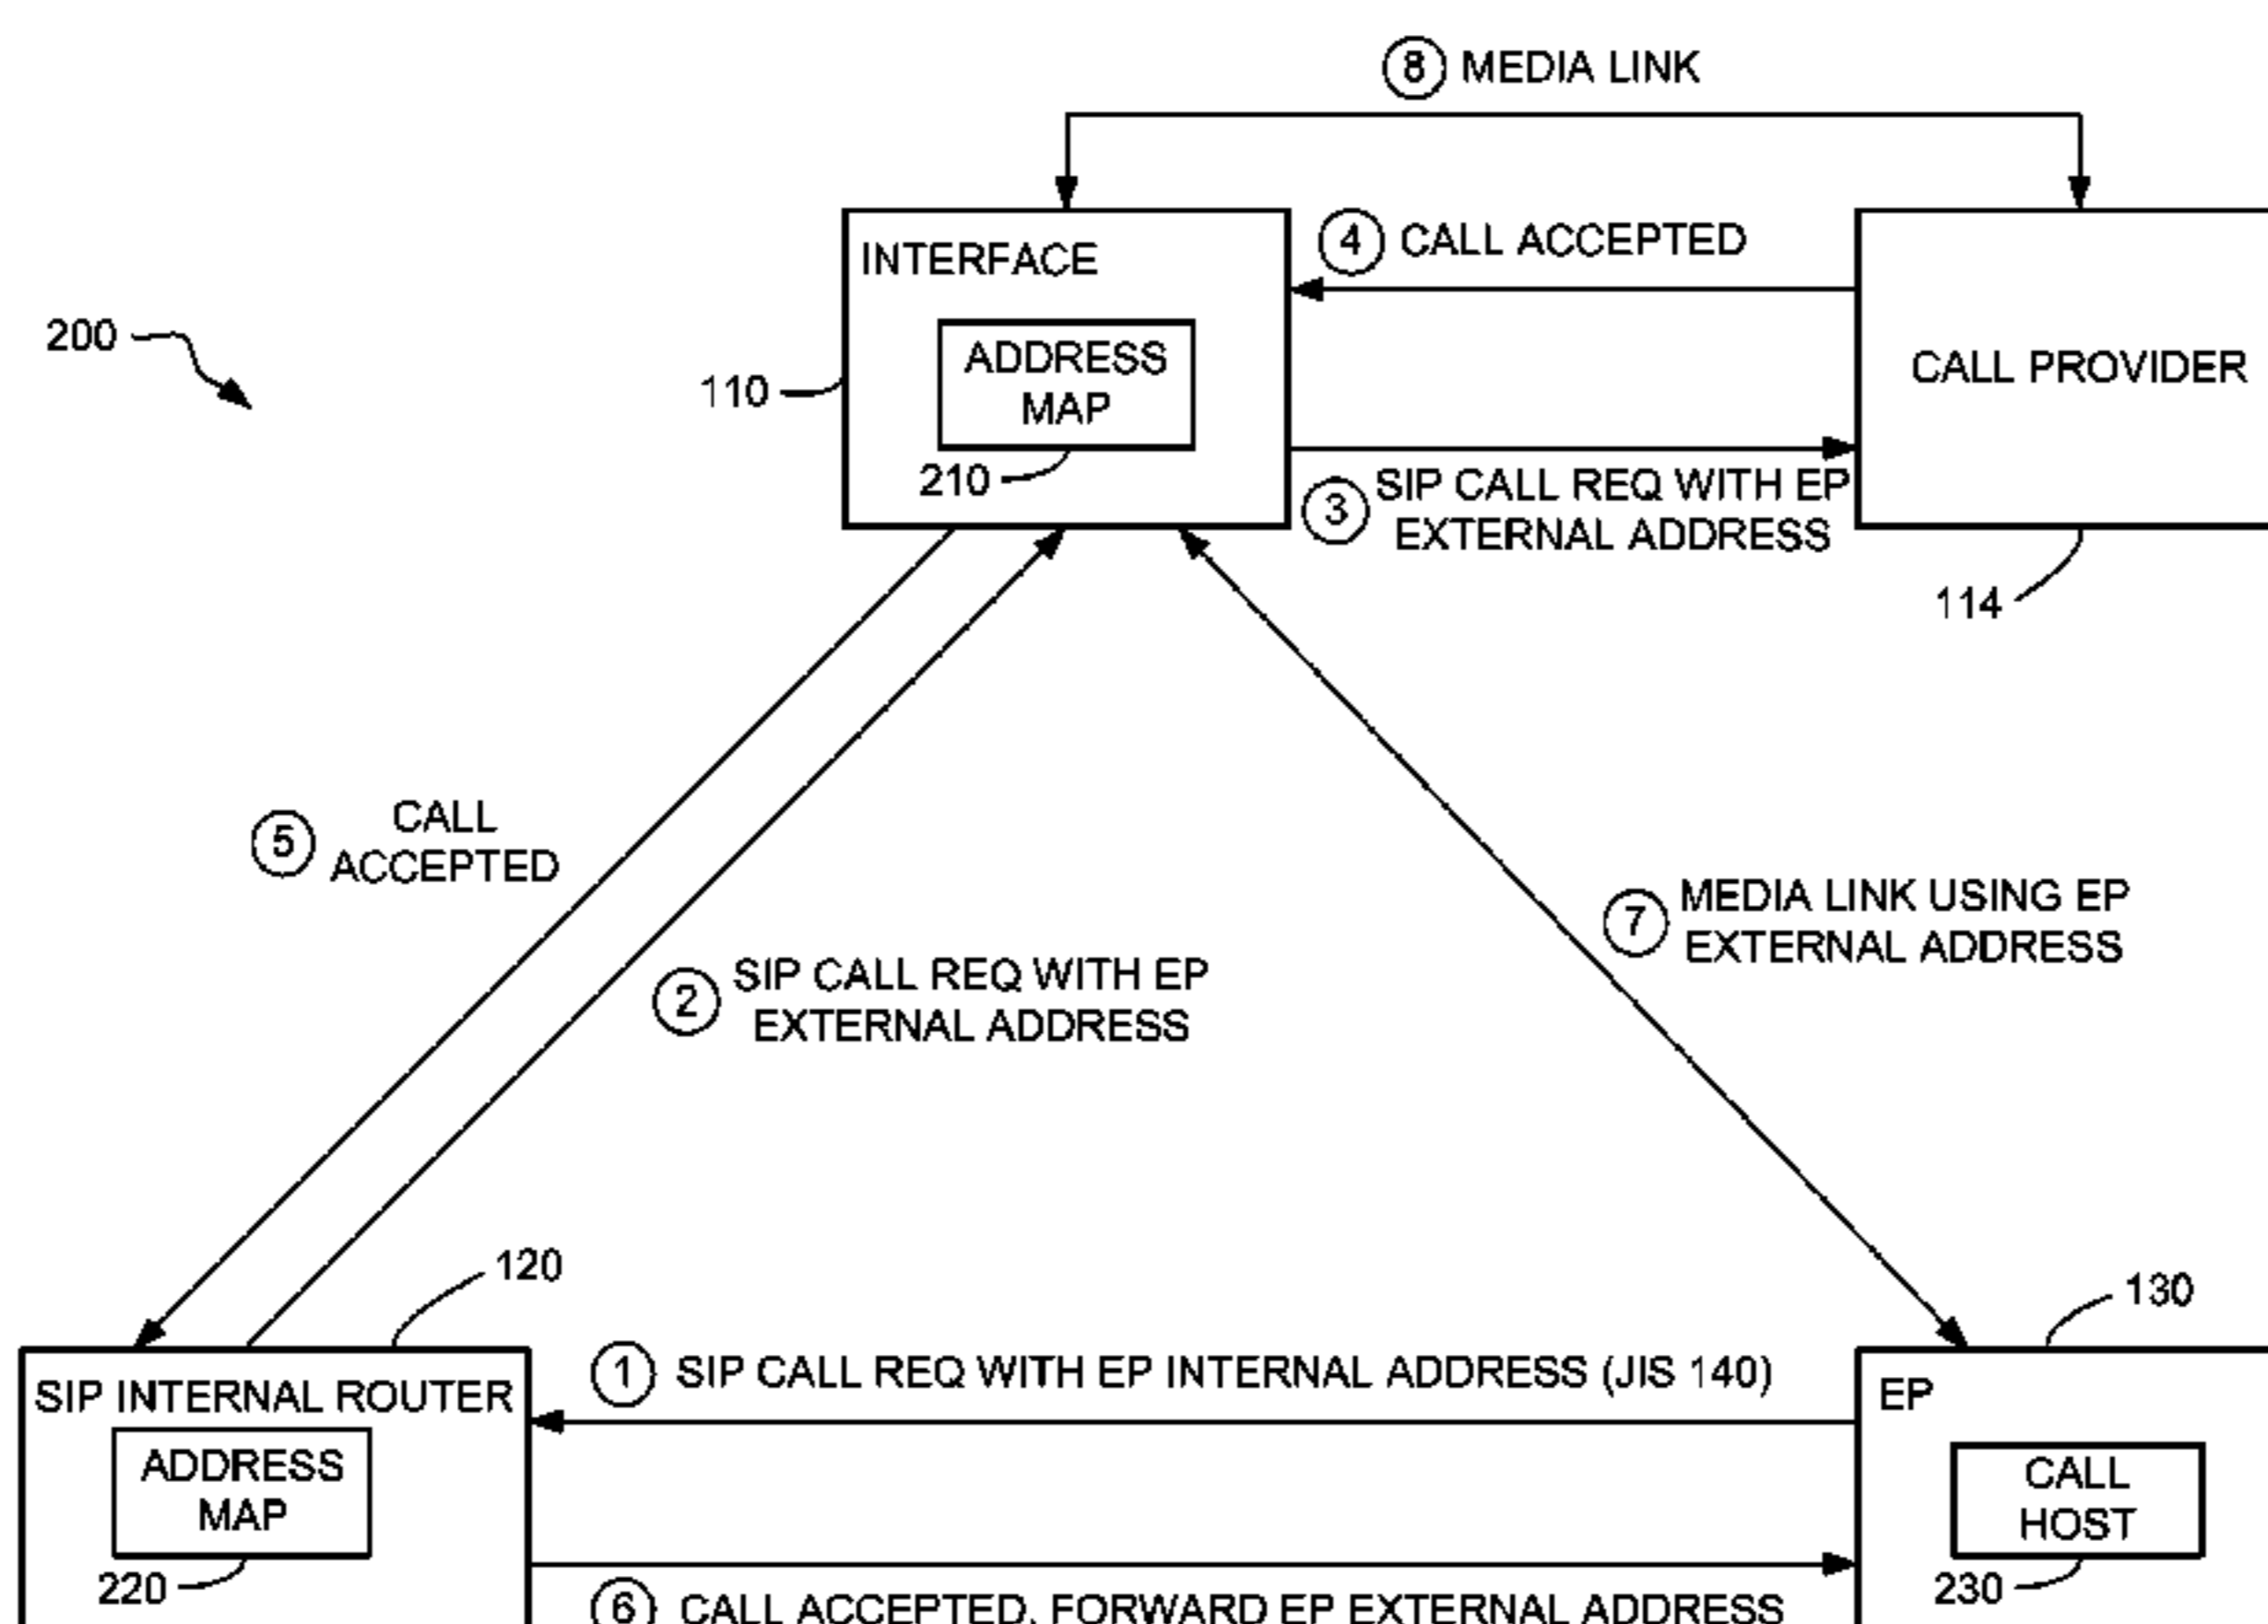 8 MEDIA LINK
INTERFACE
4 CALL ACCEPTED
200
110
ADDRESS
MAP
CALL PROVIDER
210
3 SIP CALL REQ WITH EP
EXTERNAL ADDRESS
114
5 CALL
ACCEPTED
7 MEDIA LINK USING EP
EXTERNAL ADDRESS
2 SIP CALL REQ WITH EP
EXTERNAL ADDRESS
120
130
SIP INTERNAL ROUTER
1 SIP CALL REQ WITH EP INTERNAL ADDRESS (JIS 140)
EP
ADDRESS
MAP
CALL
HOST
220
230
6 CALL ACCEPTED, FORWARD EP EXTERNAL ADDRESS